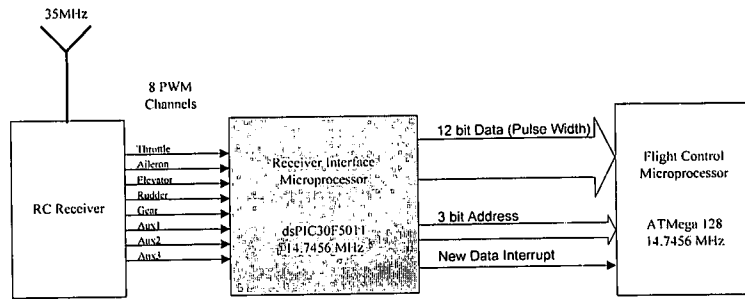 35MHz
8 PWM
Channels
RC Receiver
Throttle
Aileron
Elevator
Rudder
Gear
Aux1
Aux2
Aux3
Receiver Interface
Microprocessor
dsPIC30F5011
14.7456 MHz
12 bit Data (Pulse Width)
3 bit Address
New Data Interrupt
Flight Control
Microprocessor
ATMega 128
14.7456 MHz